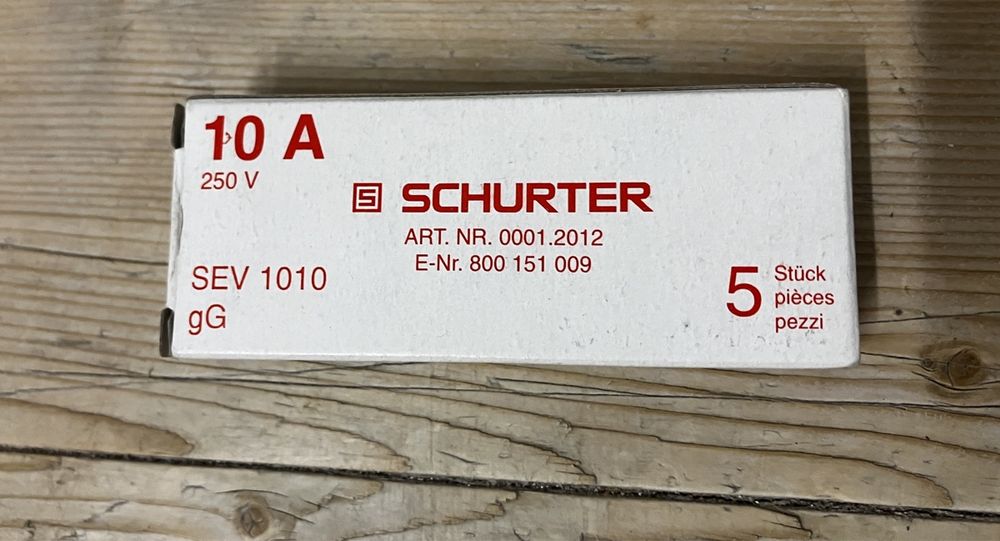 10 A
250 V
SCHURTER
ART. NR. 0001.2012
E-Nr. 800 151 009
SEV 1010
gG
5 Stück
pièces
pezzi